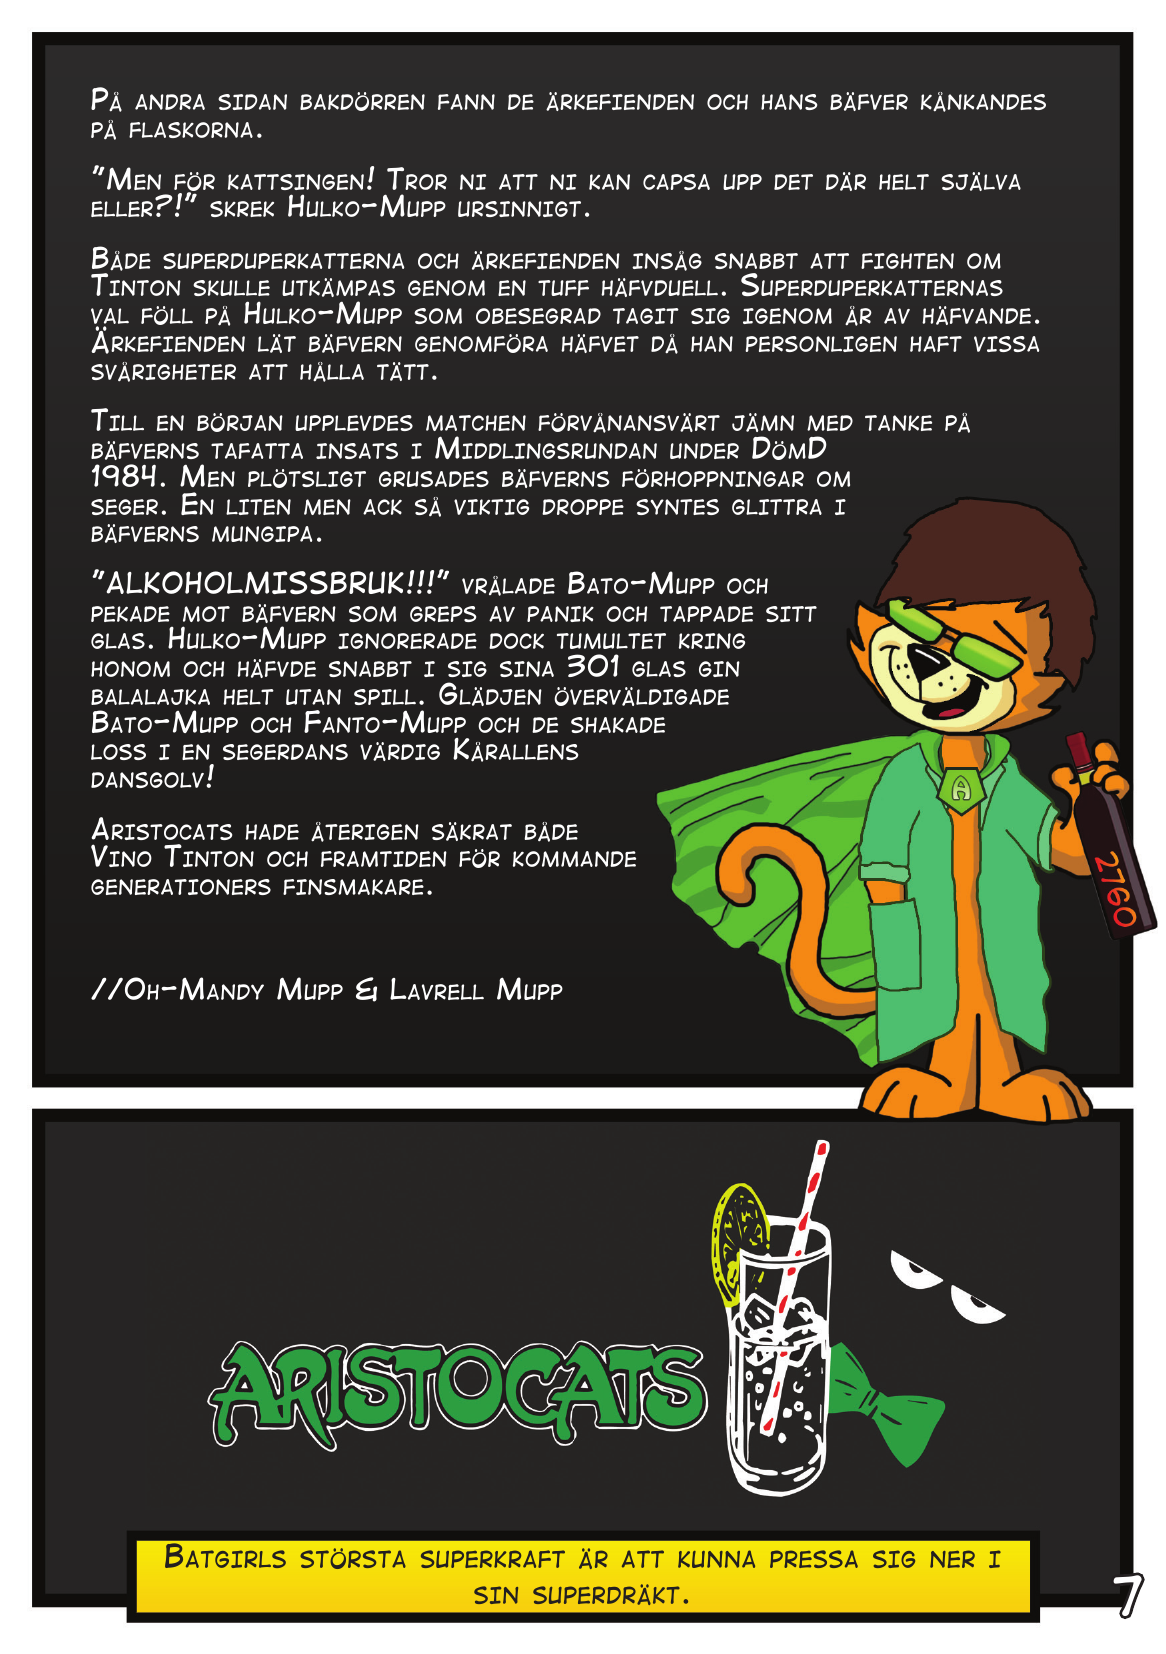 På andra sidan bakdörren fann de ärkefienden och hans bäfver kånkandes
på flaskorna.
"Men för kattsingen! Tror ni att ni kan capsa upp det där helt själva
eller?!" skrek Hulko-Mupp ursinnigt.
Både superduperkatterna och ärkefienden insåg snabbt att fighten om
Tinton skulle utkämpas genom en tuff häfvduell. Superduperkatternas
val föll på Hulko-Mupp som obesegrad tagit sig igenom år av häfvande.
Ärkefienden lät bäfvern genomföra häfvet då han personligen haft vissa
svårigheter att hålla tätt.
Till en början upplevdes matchen förvånansvärt jämn med tanke på
bäfverns tafatta insats i Middlingsrundan under DömD
1984. Men plötsligt grusades bäfverns förhoppningar om
seger. En liten men ack så viktig droppe syntes glittra i
bäfverns mungipa.
"ALKOHOLMISSBRUK!!!" vrålade Bato-Mupp och
pekade mot bäfvern som greps av panik och tappade sitt
glas. Hulko-Mupp ignorerade dock tumultet kring
honom och häfvde snabbt i sig sina 301 glas gin
balalajka helt utan spill. Glädjen överväldigade
Bato-Mupp och Fanto-Mupp och de shakade
loss i en segerdans värdig Kårallens
dansgolv!
Aristocats hade återigen säkrat både
Vino Tinton och framtiden för kommande
generationers finsmakare.
//Oh-Mandy Mupp & Lavrell Mupp
A
2760
ARISTOCATS
Batgirls största superkraft är att kunna pressa sig ner i
sin superdräkt.
7